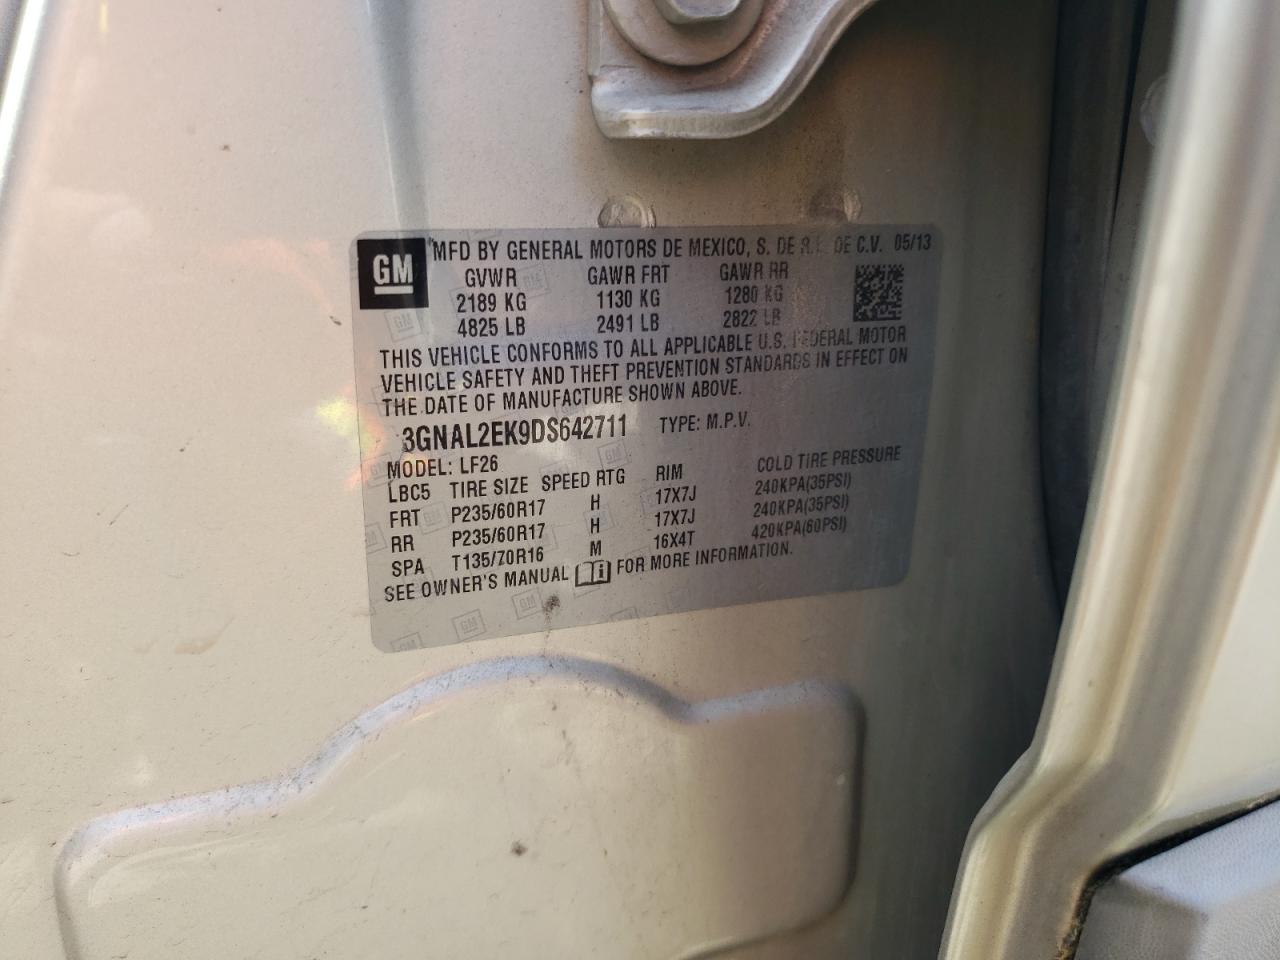 GM
MFD BY GENERAL MOTORS DE MEXICO, S. DE R.L. DE C.V. 05/13
GVWR GAWR FRT GAWR RR
2189 KG 1130 KG 1280 KG
4825 LB 2491 LB 2822 LB
THIS VEHICLE CONFORMS TO ALL APPLICABLE U.S. FEDERAL MOTOR
VEHICLE SAFETY AND THEFT PREVENTION STANDARDS IN EFFECT ON
THE DATE OF MANUFACTURE SHOWN ABOVE.
3GNAL2EK9DS642711 TYPE: M.P.V.
MODEL: LF26
LBC5 TIRE SIZE SPEED RTG RIM COLD TIRE PRESSURE
FRT P235/60R17 H 17X7J 240KPA(35PSI)
RR P235/60R17 H 17X7J 240KPA(35PSI)
SPA T135/70R16 M 16X4T 420KPA(60PSI)
SEE OWNER'S MANUAL FOR MORE INFORMATION.